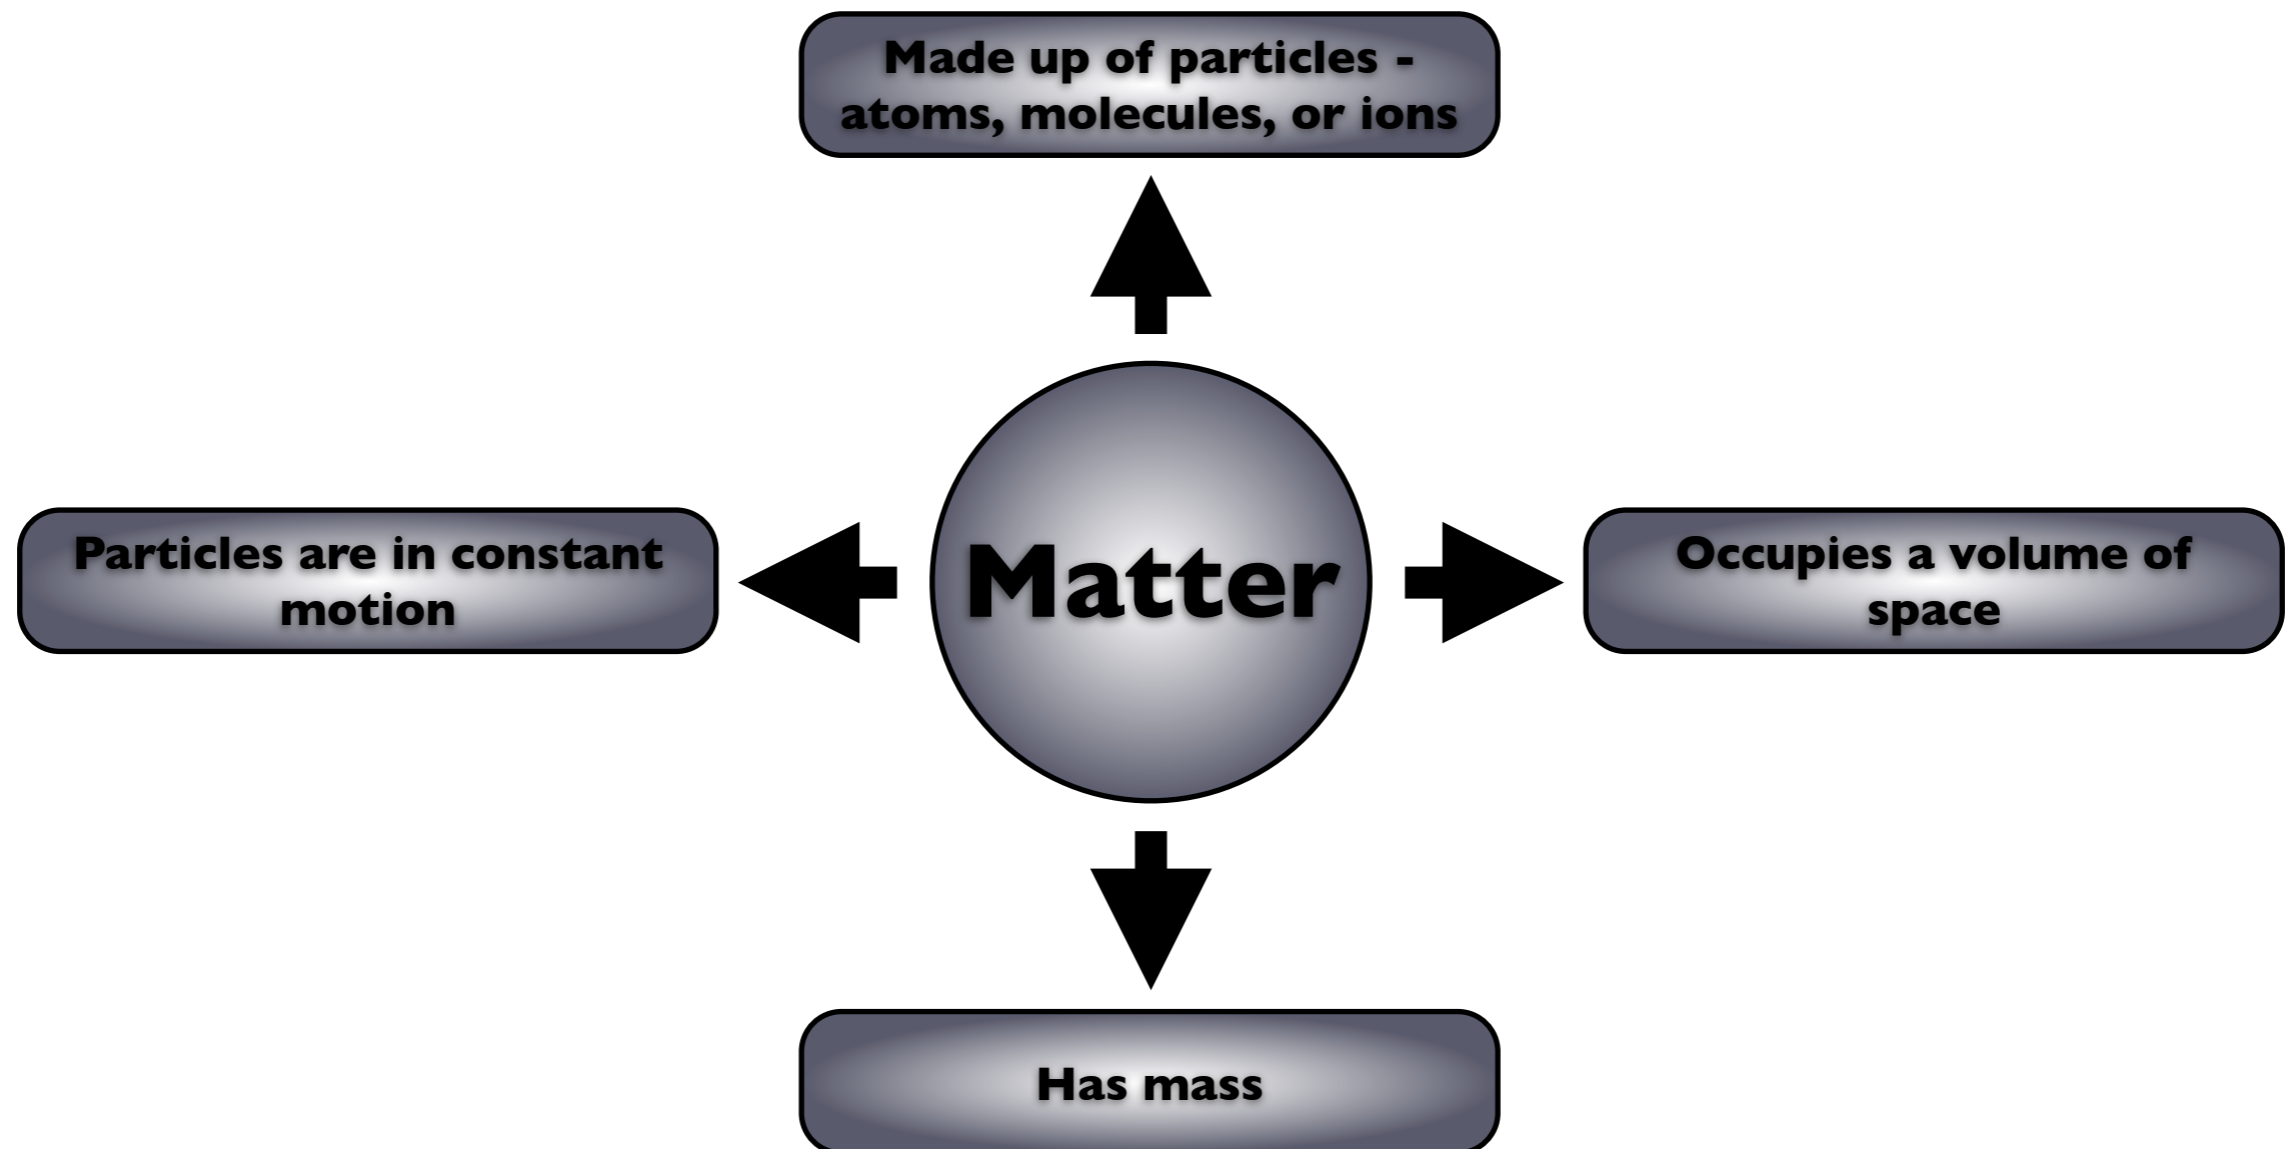 Made up of particles -
atoms, molecules, or ions
Particles are in constant
motion
Matter
Occupies a volume of
space
Has mass